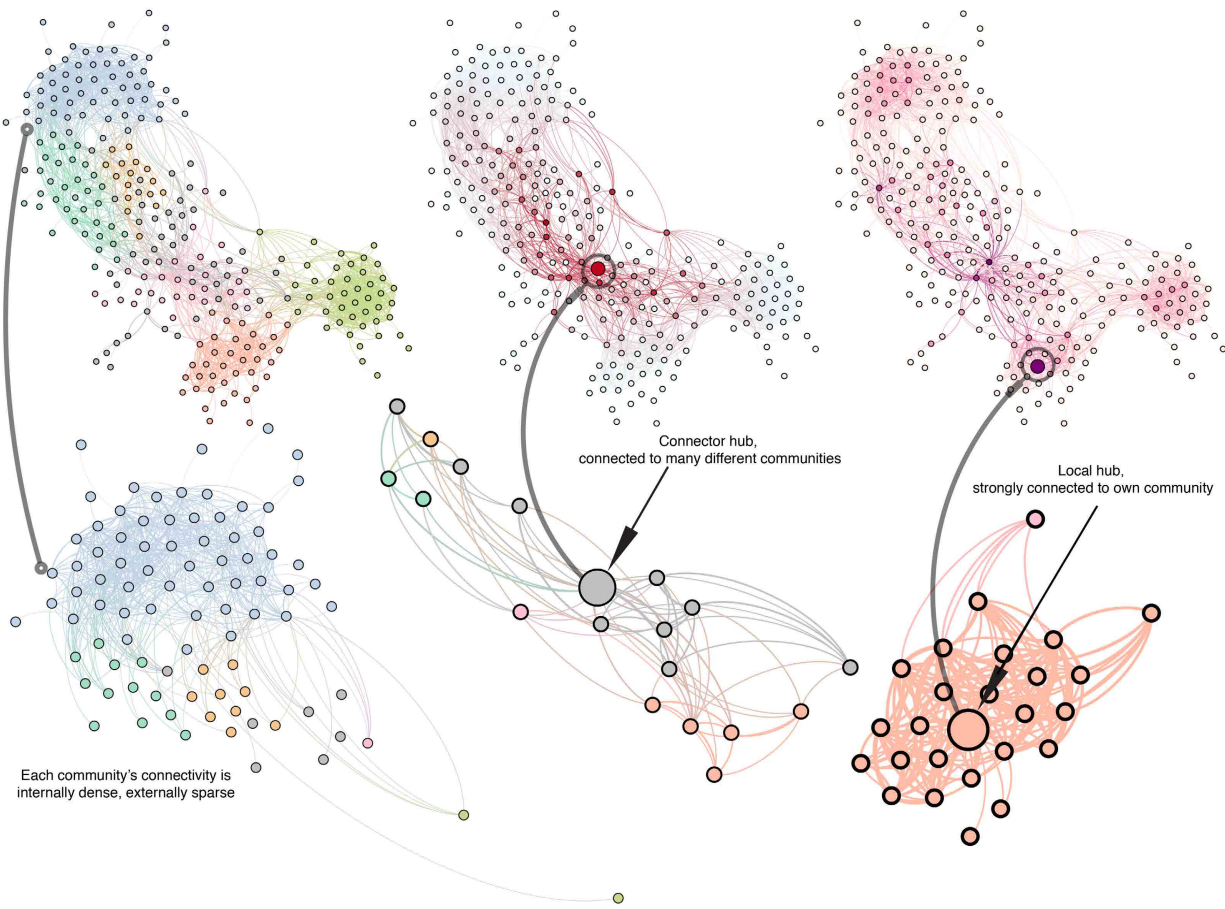 Connector hub,
connected to many different communities
Local hub,
strongly connected to own community
Each community's connectivity is
internally dense, externally sparse